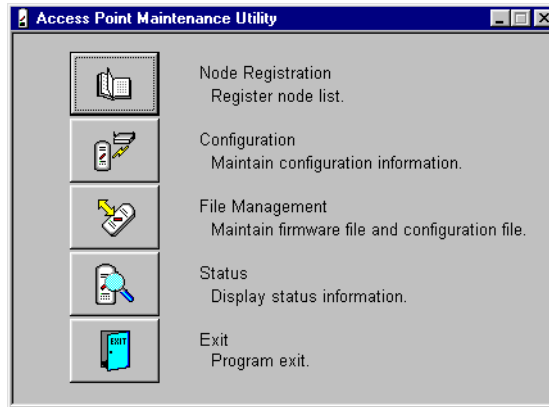 Access Point Maintenance Utility
Node Registration
Register node list.
Configuration
Maintain configuration information.
File Management
Maintain firmware file and configuration file.
Status
Display status information.
EXIT
Exit
Program exit.